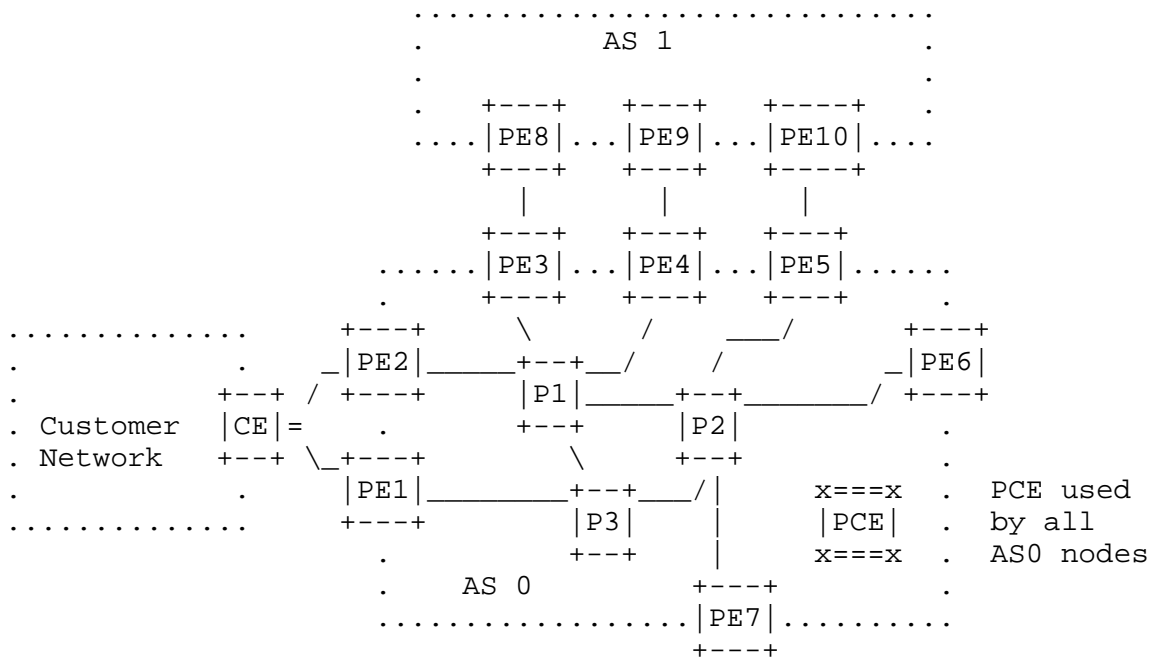 AS 1
PE8 PE9 PE10
PE3 PE4 PE5
PE2 PE6
P1
Customer CE P2
Network
PE1 x===x PCE used
P3 PCE by all
x===x AS0 nodes
AS 0
PE7